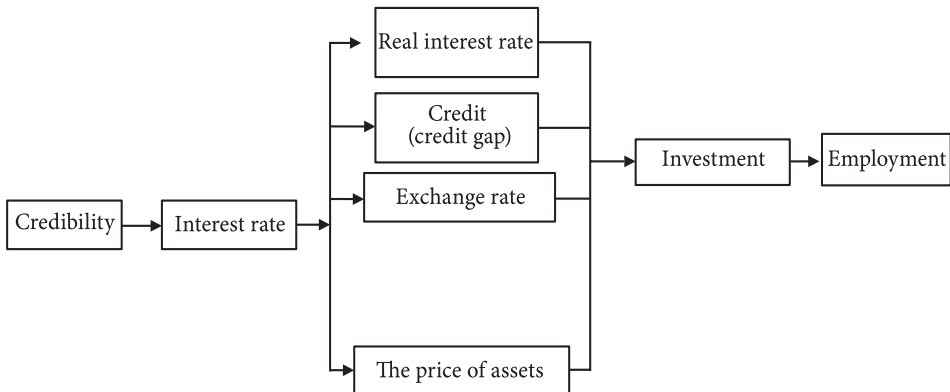 Real interest rate
Credit
(credit gap)
Investment
Employment
Exchange rate
Credibility
Interest rate
The price of assets